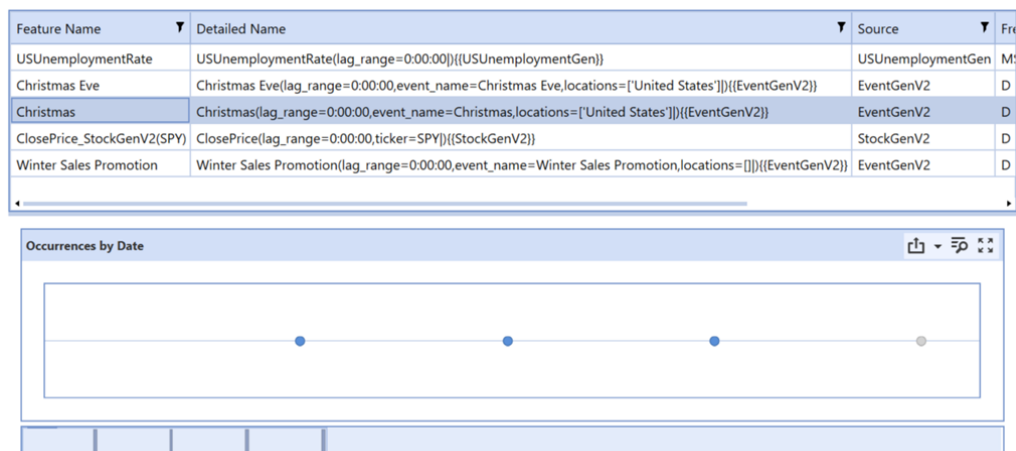 Feature Name Detailed Name Source Fre
USUnemploymentRate USUnemploymentRate(lag_range=0:00:00|){{USUnemploymentGen}} USUnemploymentGen MS
Christmas Eve Christmas Eve(lag_range=0:00:00,event_name=Christmas Eve,locations=['United States']|){{EventGenV2}} EventGenV2 D
Christmas Christmas(lag_range=0:00:00,event_name=Christmas,locations=['United States']|){{EventGenV2}} EventGenV2 D
ClosePrice_StockGenV2(SPY) ClosePrice(lag_range=0:00:00,ticker=SPY|){{StockGenV2}} StockGenV2 D
Winter Sales Promotion Winter Sales Promotion(lag_range=0:00:00,event_name=Winter Sales Promotion,locations=[]|){{EventGenV2}} EventGenV2 D
Occurrences by Date